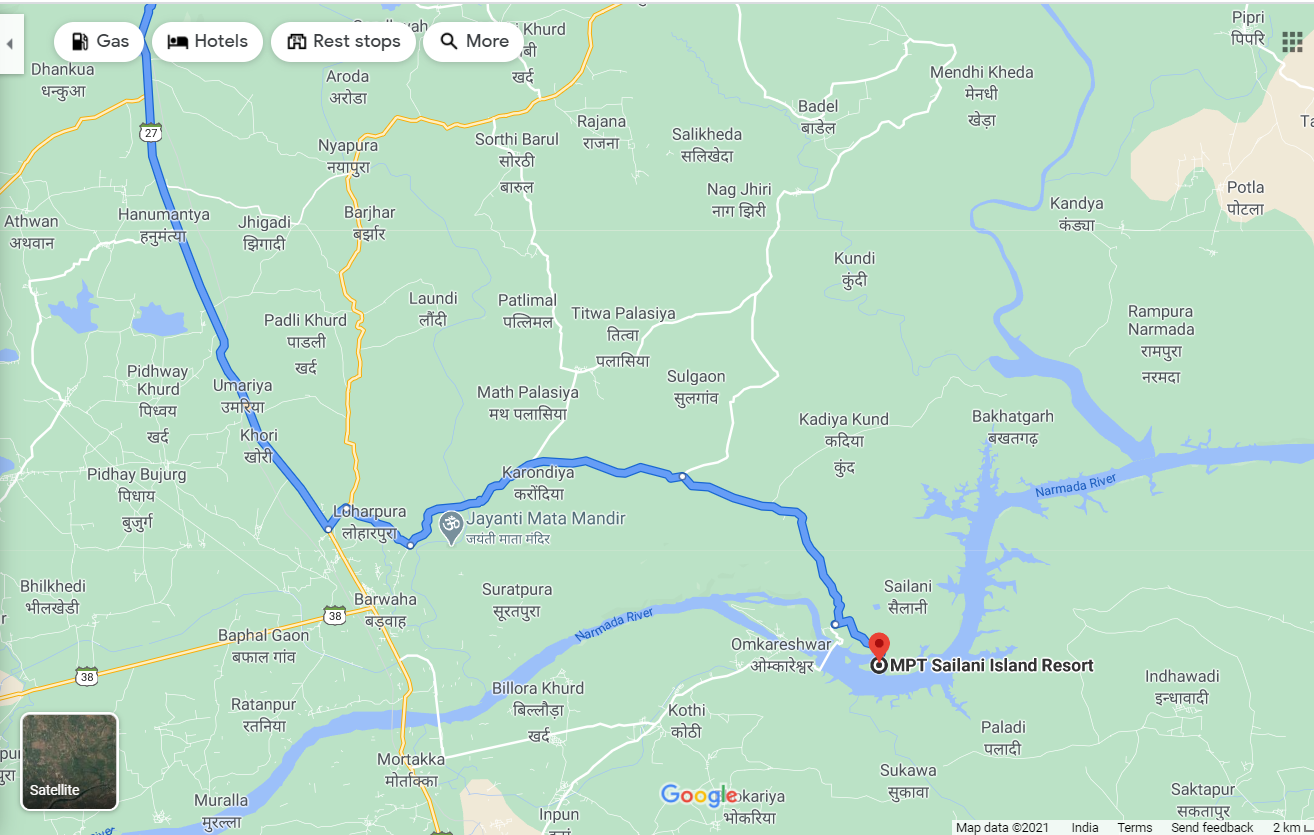 Gas
Hotels
Rest stops
More
Khurd
खुर्द
Pipri
पिपरि
Dhankua
धन्कुआ
Aroda
अरोडा
Mendhi Kheda
मेनधी
खेड़ा
Badel
बाडेल
27
Sorthi Barul
सोरठी
बारुल
Rajana
राजना
Salikheda
सलिखेदा
Nyapura
नयापुरा
Nag Jhiri
नाग झिरी
Potla
पोटला
Kandya
कंड्या
Athwan
अथवान
Hanumantya
हनुमंत्या
Jhigadi
झिगादी
Barjhar
बर्झार
Kundi
कुंदी
Laundi
लौंदी
Patlimal
पत्लिमल
Titwa Palasiya
तित्वा
पलासिया
Padli Khurd
पाडली
खर्द
Rampura
Narmada
रामपुरा
नरमदा
Pidhway
Khurd
पिध्वय
खर्द
Umariya
उमरिया
Math Palasiya
मथ पलासिया
Sulgaon
सुलगांव
Kadiya Kund
कदिया
कुंद
Bakhatgarh
बखतगढ़
Khori
खोरी
Pidhay Bujurg
पिधाय
बुजुर्ग
Karondiya
करोंदिया
Narmada River
Luharpura
लोहारपुरा
Jayanti Mata Mandir
जयंती माता मंदिर
Bhilkhedi
भीलखेडी
Suratpura
सूरतपुरा
Sailani
सैलानी
Barwaha
बड़वाह
38
Narmada River
Baphal Gaon
बफाल गांव
Omkareshwar
ओम्कारेश्वर
MPT Sailani Island Resort
38
Indhawadi
इन्धावादी
Ratanpur
रतनिया
Billora Khurd
बिल्लौड़ा
खर्द
Kothi
कोठी
Paladi
पलादी
Mortakka
मोर्ताक्का
Sukawa
सुकावा
Satellite
Muralla
मुरल्ला
Google
okariya
भोकरिया
Saktapur
सकतापुर
Inpun
Map data ©2021 India Terms Send feedback 2 km